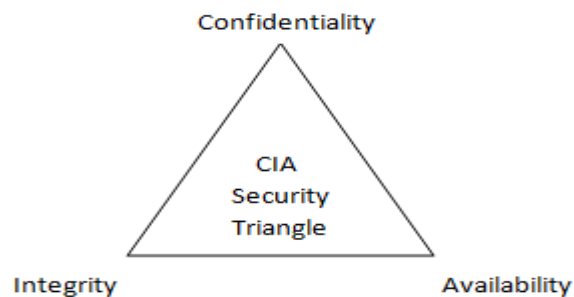 Confidentiality
CIA
Security
Triangle
Integrity
Availability